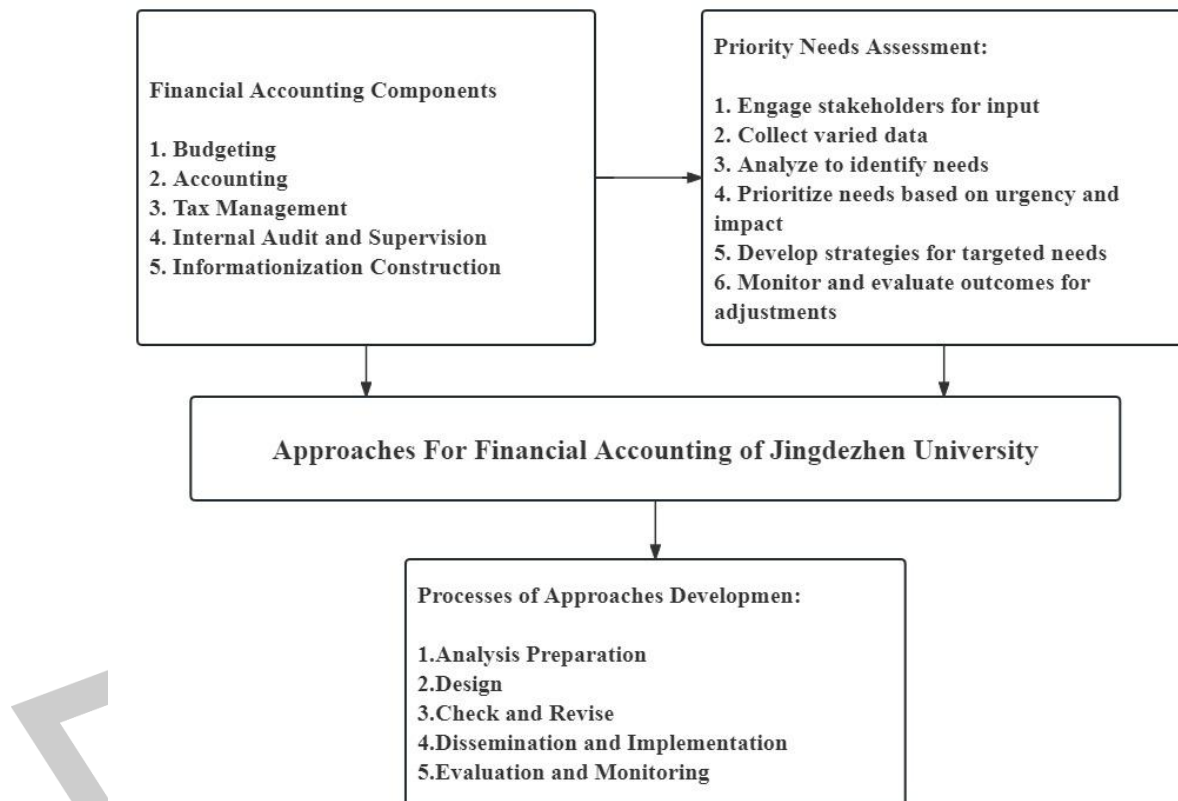 Financial Accounting Components
1. Budgeting
2. Accounting
3. Tax Management
4. Internal Audit and Supervision
5. Informationization Construction
Priority Needs Assessment:
1. Engage stakeholders for input
2. Collect varied data
3. Analyze to identify needs
4. Prioritize needs based on urgency and
impact
5. Develop strategies for targeted needs
6. Monitor and evaluate outcomes for
adjustments
Approaches For Financial Accounting of Jingdezhen University
Processes of Approaches Developmen:
1.Analysis Preparation
2.Design
3.Check and Revise
4.Dissemination and Implementation
5.Evaluation and Monitoring